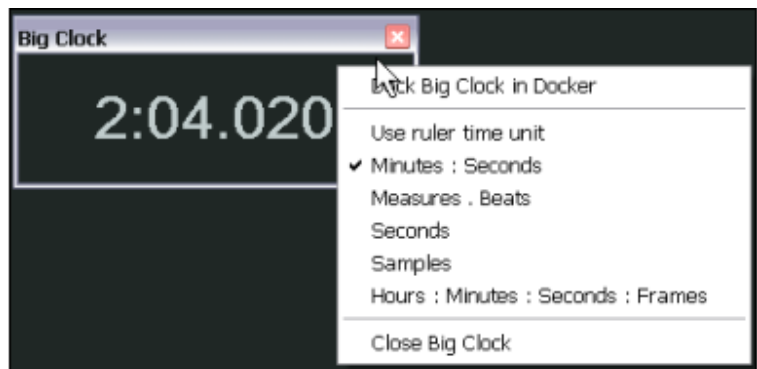 Big Clock
2:04.020
Dock Big Clock in Docker
Use ruler time unit
✔ Minutes : Seconds
Measures . Beats
Seconds
Samples
Hours : Minutes : Seconds : Frames
Close Big Clock